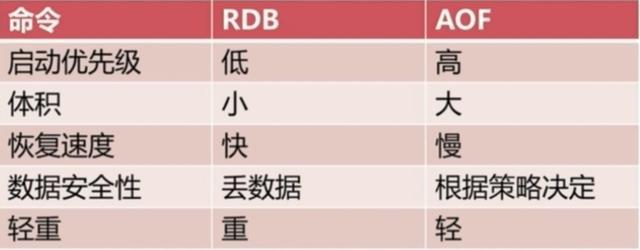 命令 RDB AOF
启动优先级 低 高
体积 小 大
恢复速度 快 慢
数据安全性 丢数据 根据策略决定
轻重 重 轻